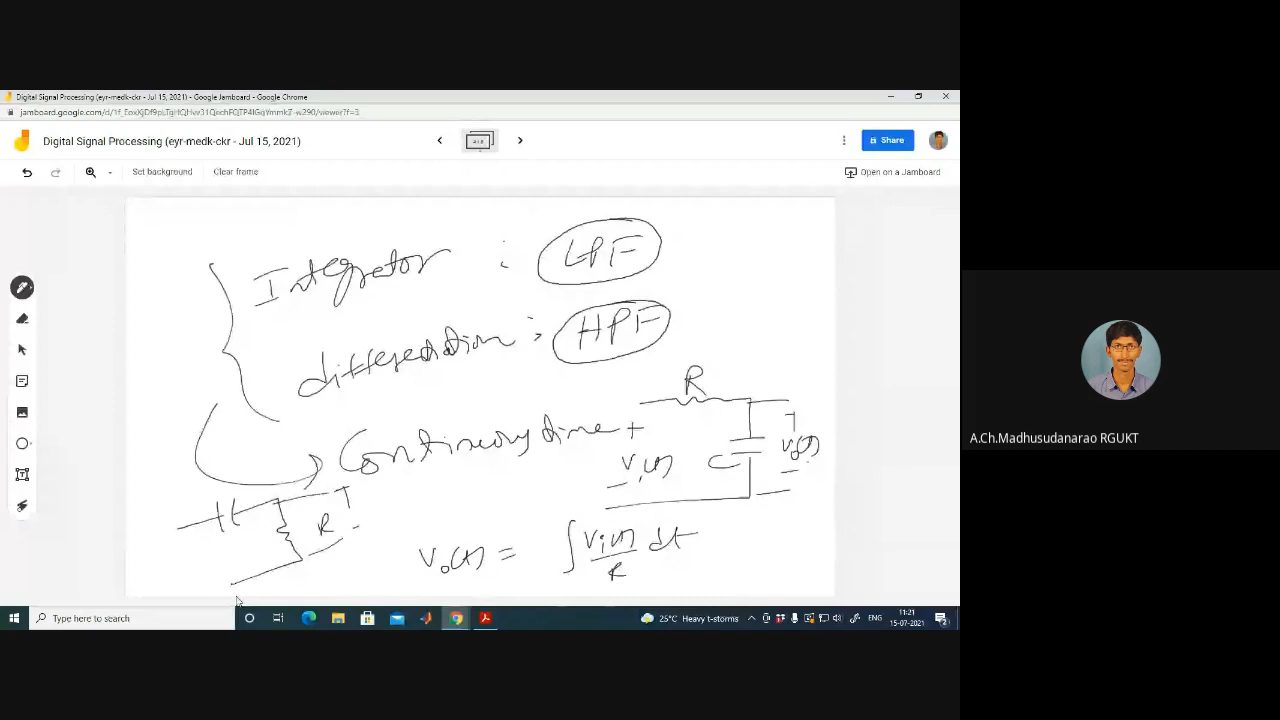 Digital Signal Processing (eyr-medk-ckr - Jul 15, 2021) - Google Jamboard - Google Chrome
Digital Signal Processing (eyr-medk-ckr - Jul 15, 2021)
Share
Set background
Clear frame
Open on a Jamboard
Integrator : LPF
differentiation : HPF
R
Continuous time +
Vi(t) C Vo(t)
R
Vo(t) = ∫ Vi(t)/R dt
A.Ch.Madhusudanarao RGUKT
Type here to search
25°C Heavy t-storms
ENG
11:21
15-07-2021
2